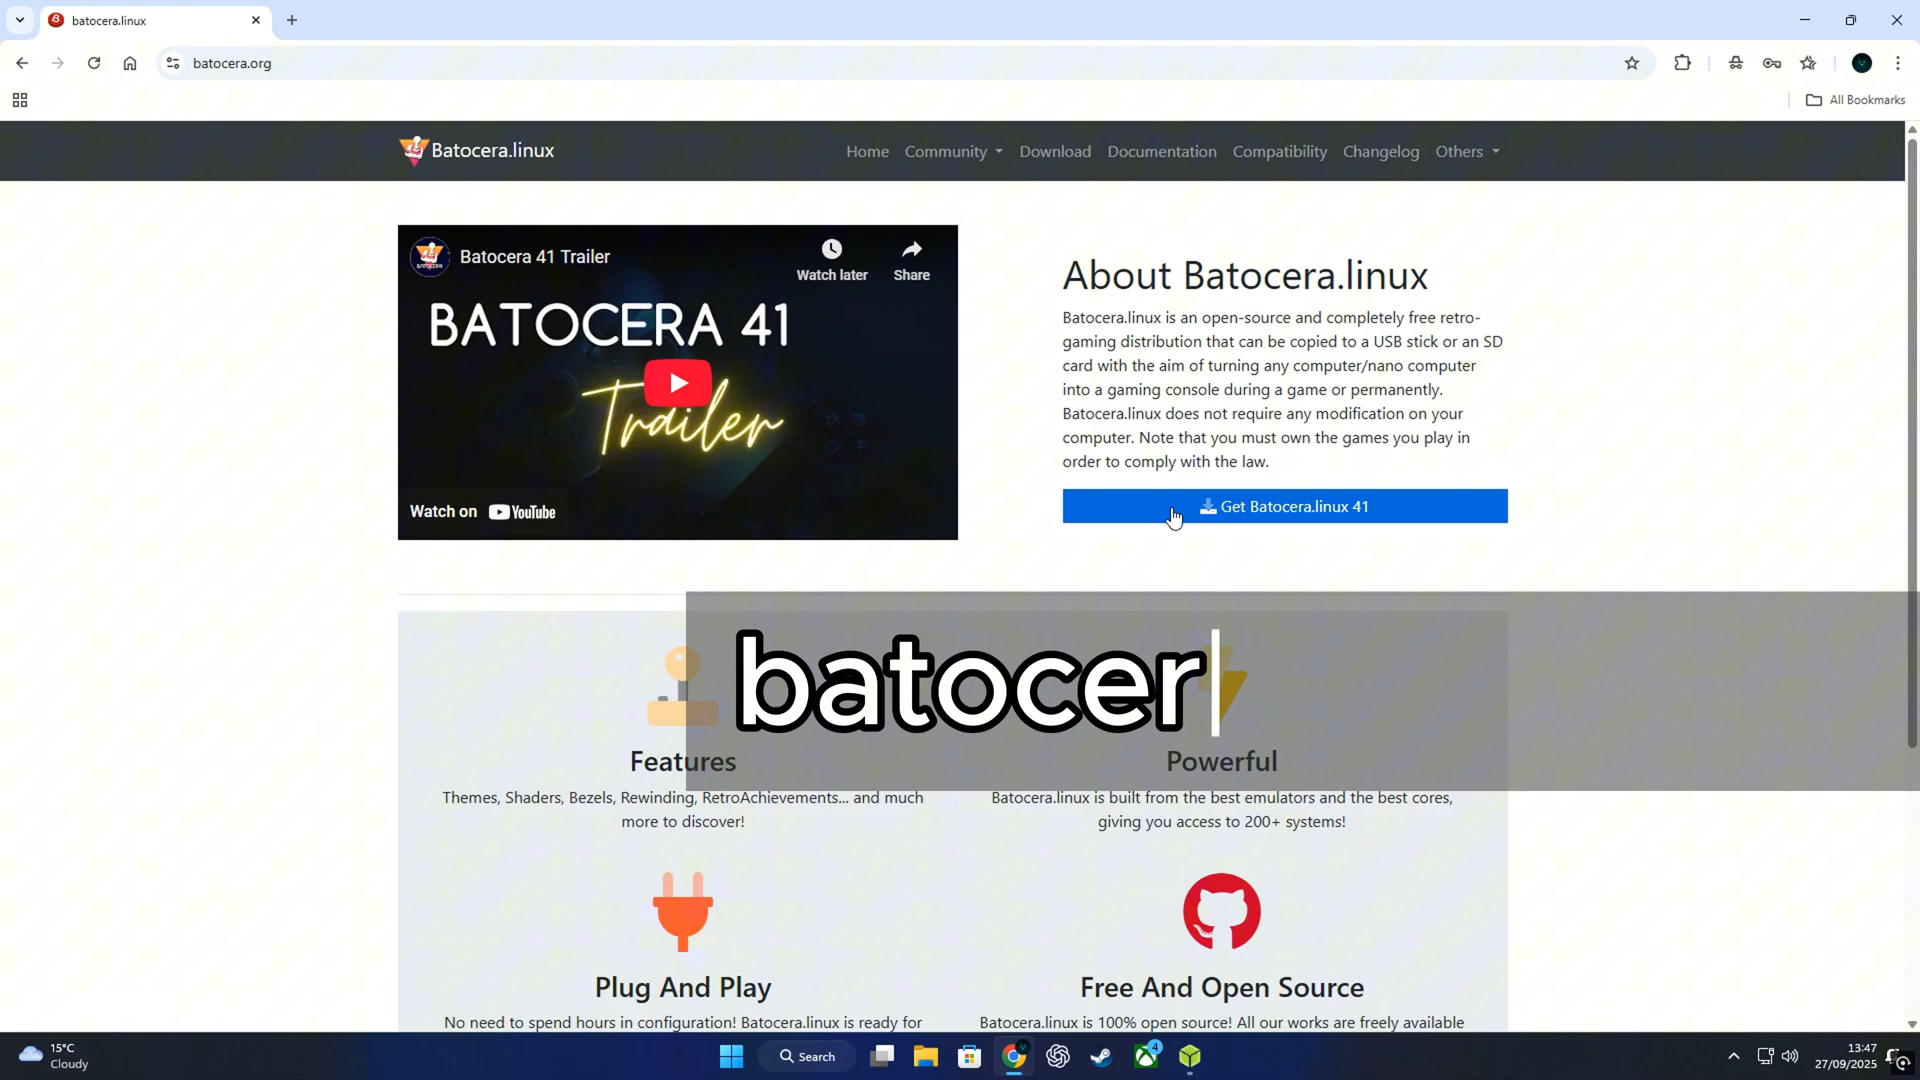 batocera.linux
batocera.org
All Bookmarks
Batocera.linux
Home Community Download Documentation Compatibility Changelog Others
Batocera 41 Trailer
Watch later
Share
BATOCERA 41
Trailer
Watch on YouTube
About Batocera.linux
Batocera.linux is an open-source and completely free retro-
gaming distribution that can be copied to a USB stick or an SD
card with the aim of turning any computer/nano computer
into a gaming console during a game or permanently.
Batocera.linux does not require any modification on your
computer. Note that you must own the games you play in
order to comply with the law.
Get Batocera.linux 41
batocer
Features
Themes, Shaders, Bezels, Rewinding, RetroAchievements... and much
more to discover!
Powerful
Batocera.linux is built from the best emulators and the best cores,
giving you access to 200+ systems!
Plug And Play
No need to spend hours in configuration! Batocera.linux is ready for
Free And Open Source
Batocera.linux is 100% open source! All our works are freely available
15°C
Cloudy
Search
4
13:47
27/09/2025